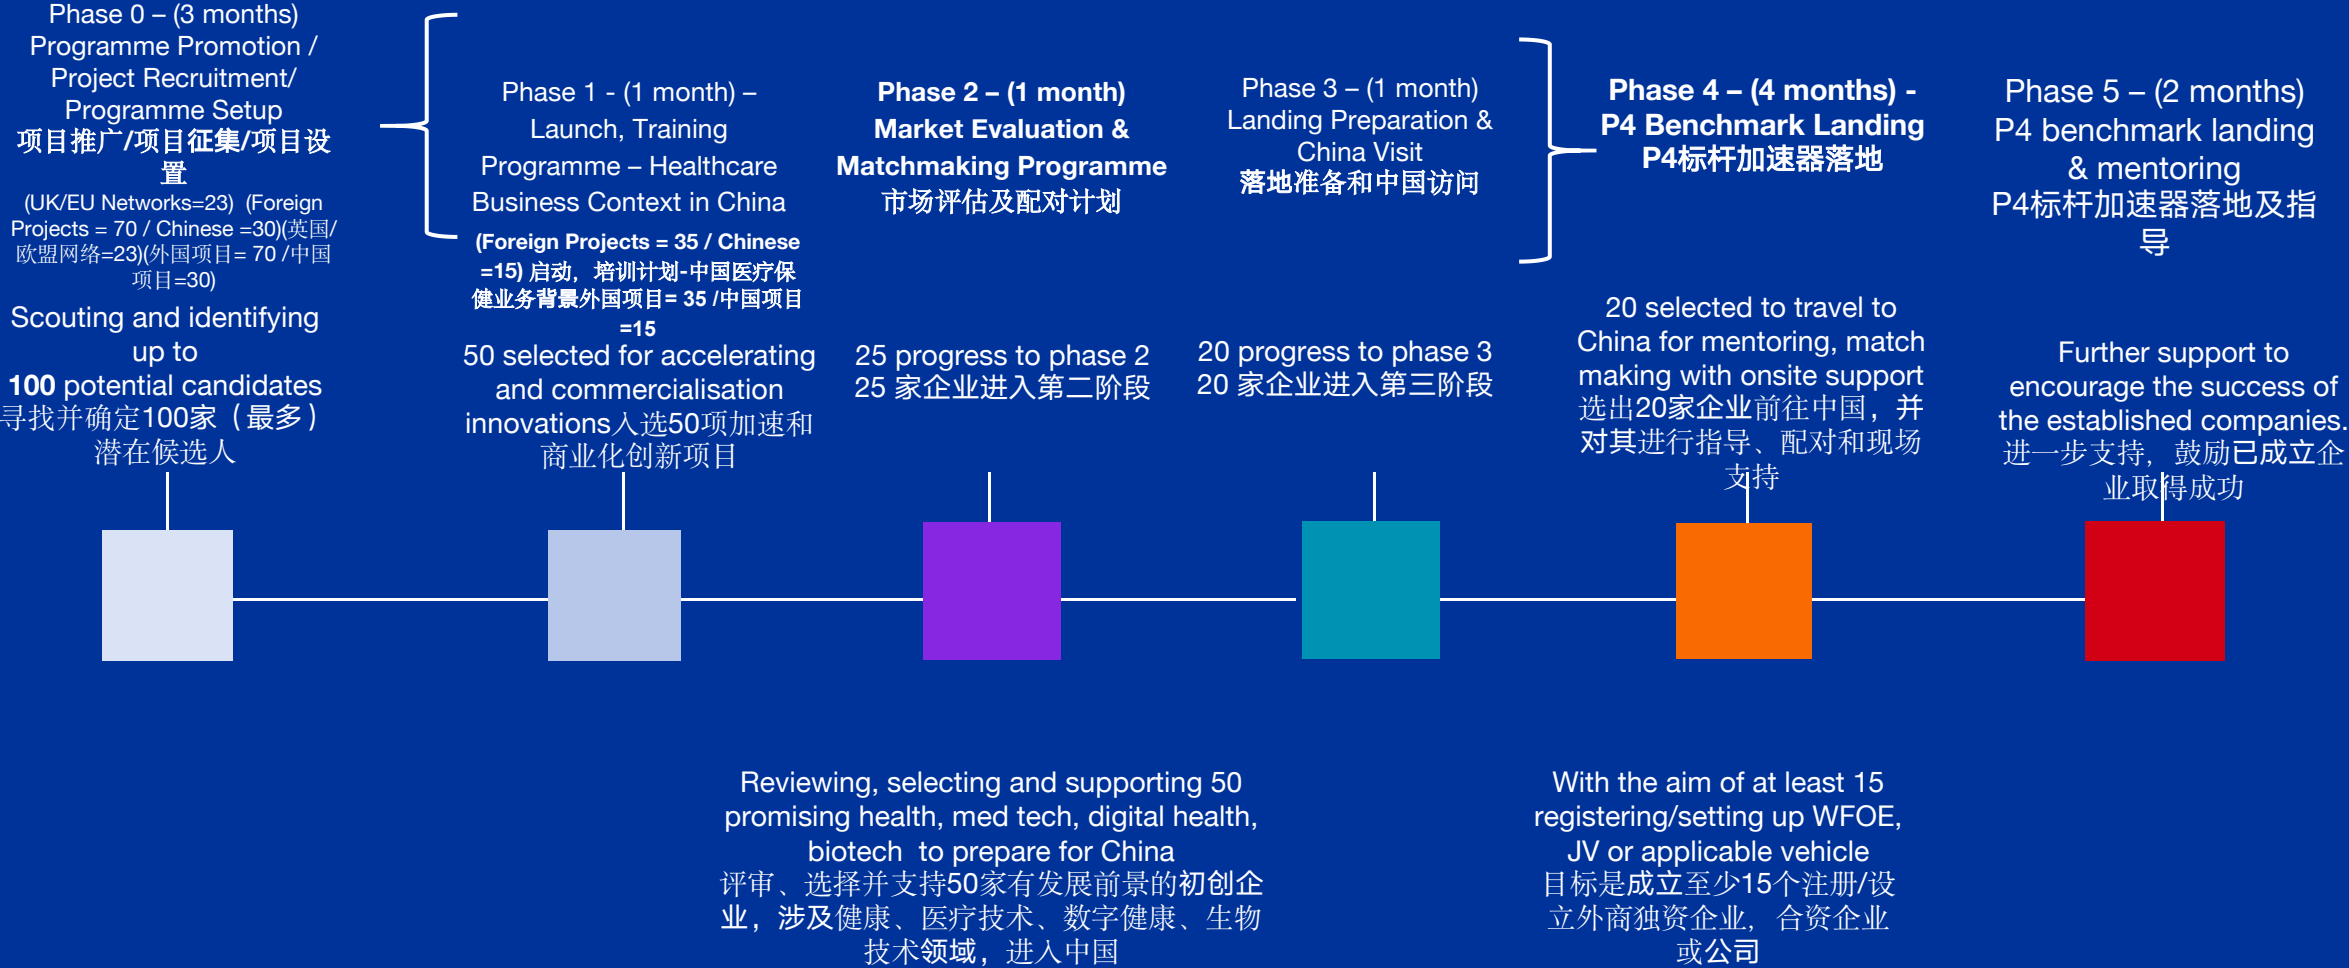 Phase 0 – (3 months)
Programme Promotion /
Project Recruitment/
Programme Setup
项目推广/项目征集/项目设
置
(UK/EU Networks=23) (Foreign
Projects = 70 / Chinese =30)(英国/
欧盟网络=23)(外国项目= 70 /中国
项目=30)
Scouting and identifying
up to
100 potential candidates
寻找并确定100家（最多）
潜在候选人
Phase 1 - (1 month) –
Launch, Training
Programme – Healthcare
Business Context in China
(Foreign Projects = 35 / Chinese
=15) 启动，培训计划-中国医疗保
健业务背景外国项目= 35 /中国项目
=15
50 selected for accelerating
and commercialisation
innovations入选50项加速和
商业化创新项目
Phase 2 – (1 month)
Market Evaluation &
Matchmaking Programme
市场评估及配对计划
25 progress to phase 2
25 家企业进入第二阶段
Phase 3 – (1 month)
Landing Preparation &
China Visit
落地准备和中国访问
20 progress to phase 3
20 家企业进入第三阶段
Phase 4 – (4 months) -
P4 Benchmark Landing
P4标杆加速器落地
20 selected to travel to
China for mentoring, match
making with onsite support
选出20家企业前往中国，并
对其进行指导、配对和现场
支持
Phase 5 – (2 months)
P4 benchmark landing
& mentoring
P4标杆加速器落地及指
导
Further support to
encourage the success of
the established companies.
进一步支持，鼓励已成立企
业取得成功
Reviewing, selecting and supporting 50
promising health, med tech, digital health,
biotech to prepare for China
评审、选择并支持50家有发展前景的初创企
业，涉及健康、医疗技术、数字健康、生物
技术领域，进入中国
With the aim of at least 15
registering/setting up WFOE,
JV or applicable vehicle
目标是成立至少15个注册/设
立外商独资企业，合资企业
或公司